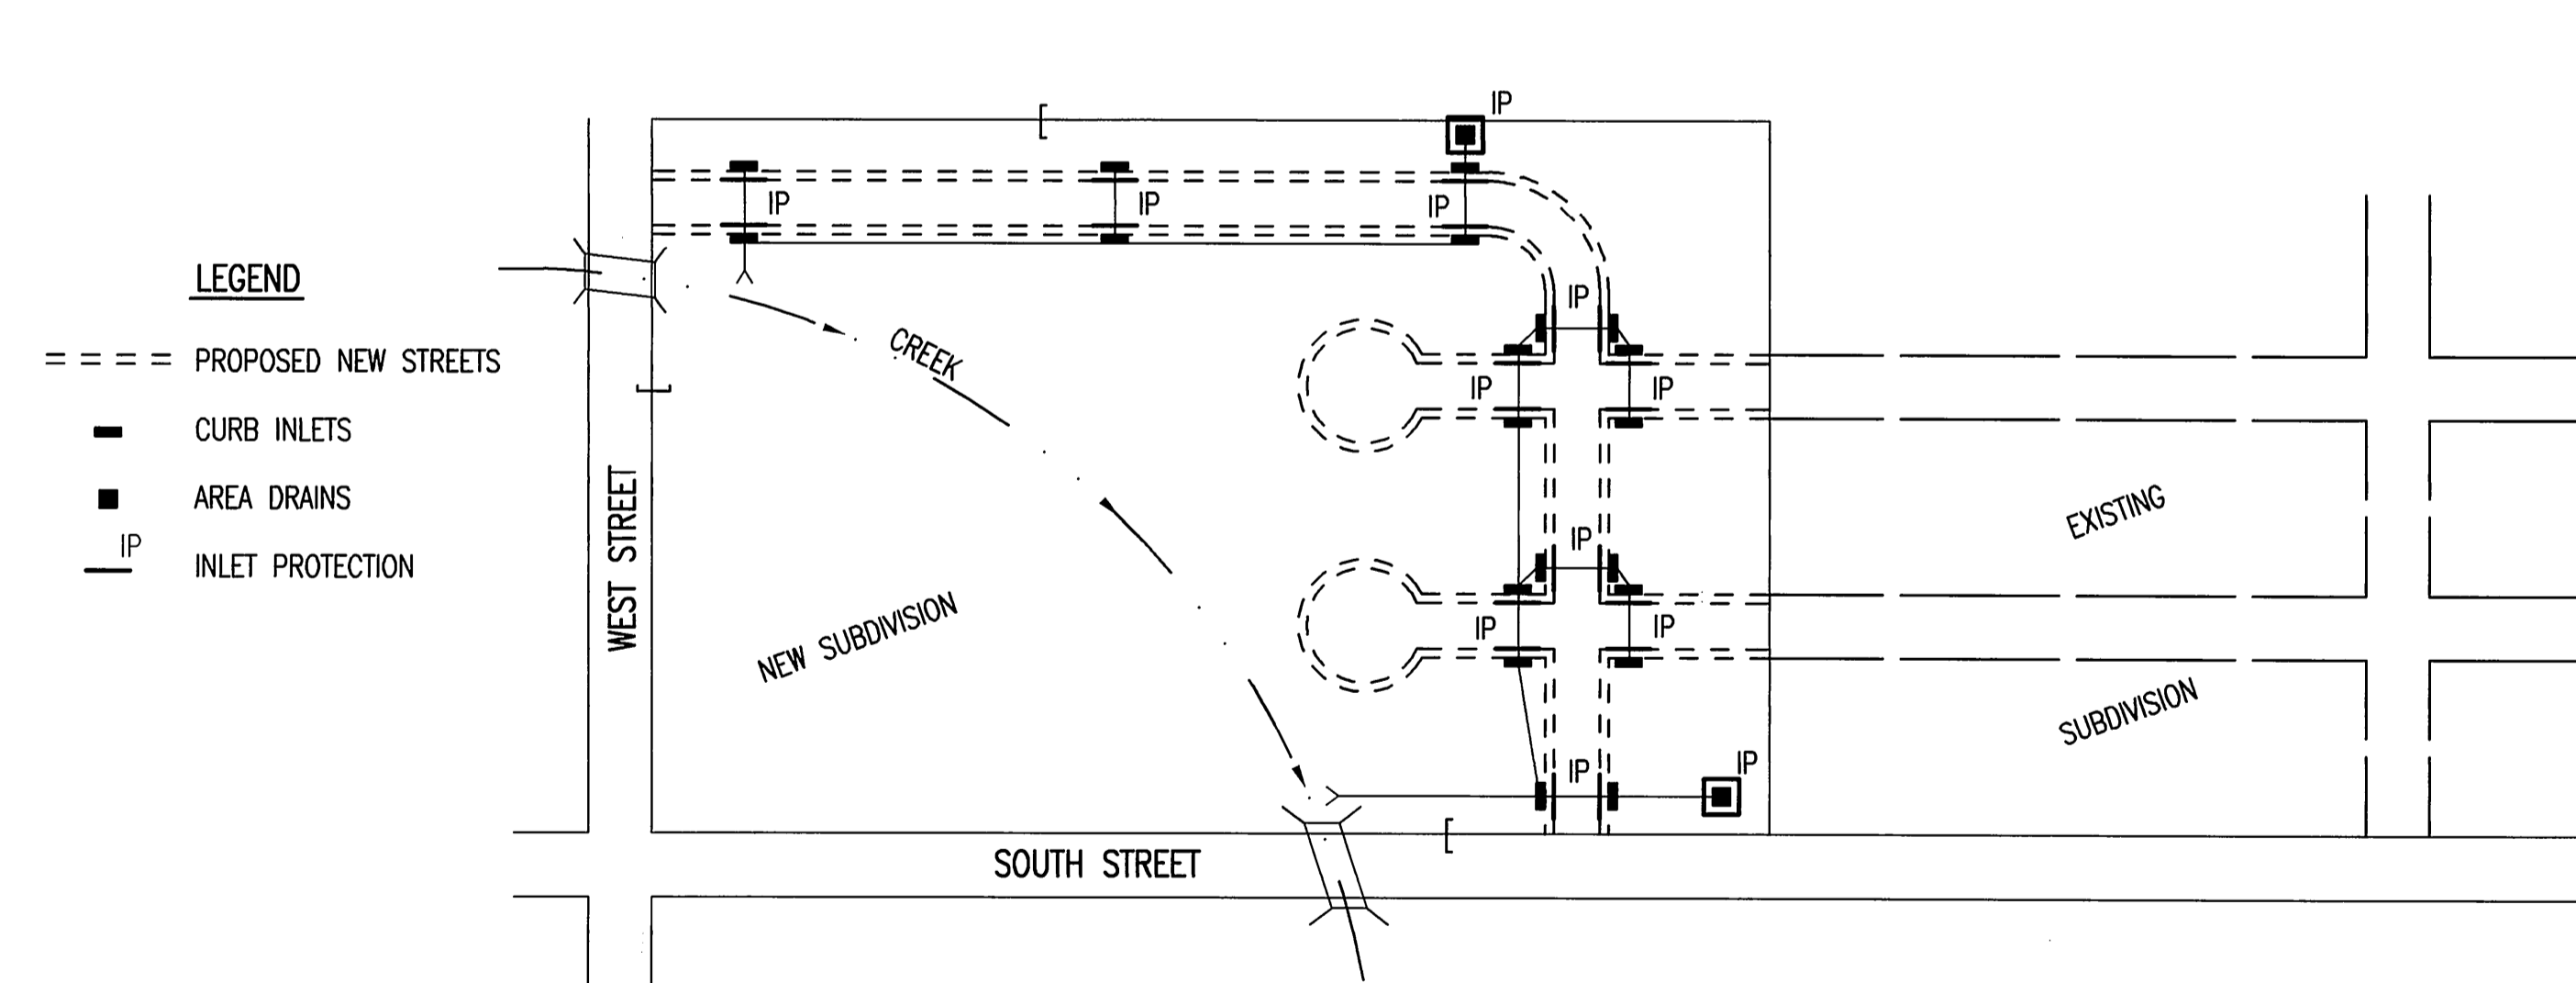 IP
IP
IP
IP
LEGEND
IP
PROPOSED NEW STREETS
CREEK
IP
IP
CURB INLETS
AREA DRAINS
EXISTING
IP
IP
INLET PROTECTION
WEST STREET
NEW SUBDIVISION
IP
IP
SUBDIVISION
IP
IP
SOUTH STREET